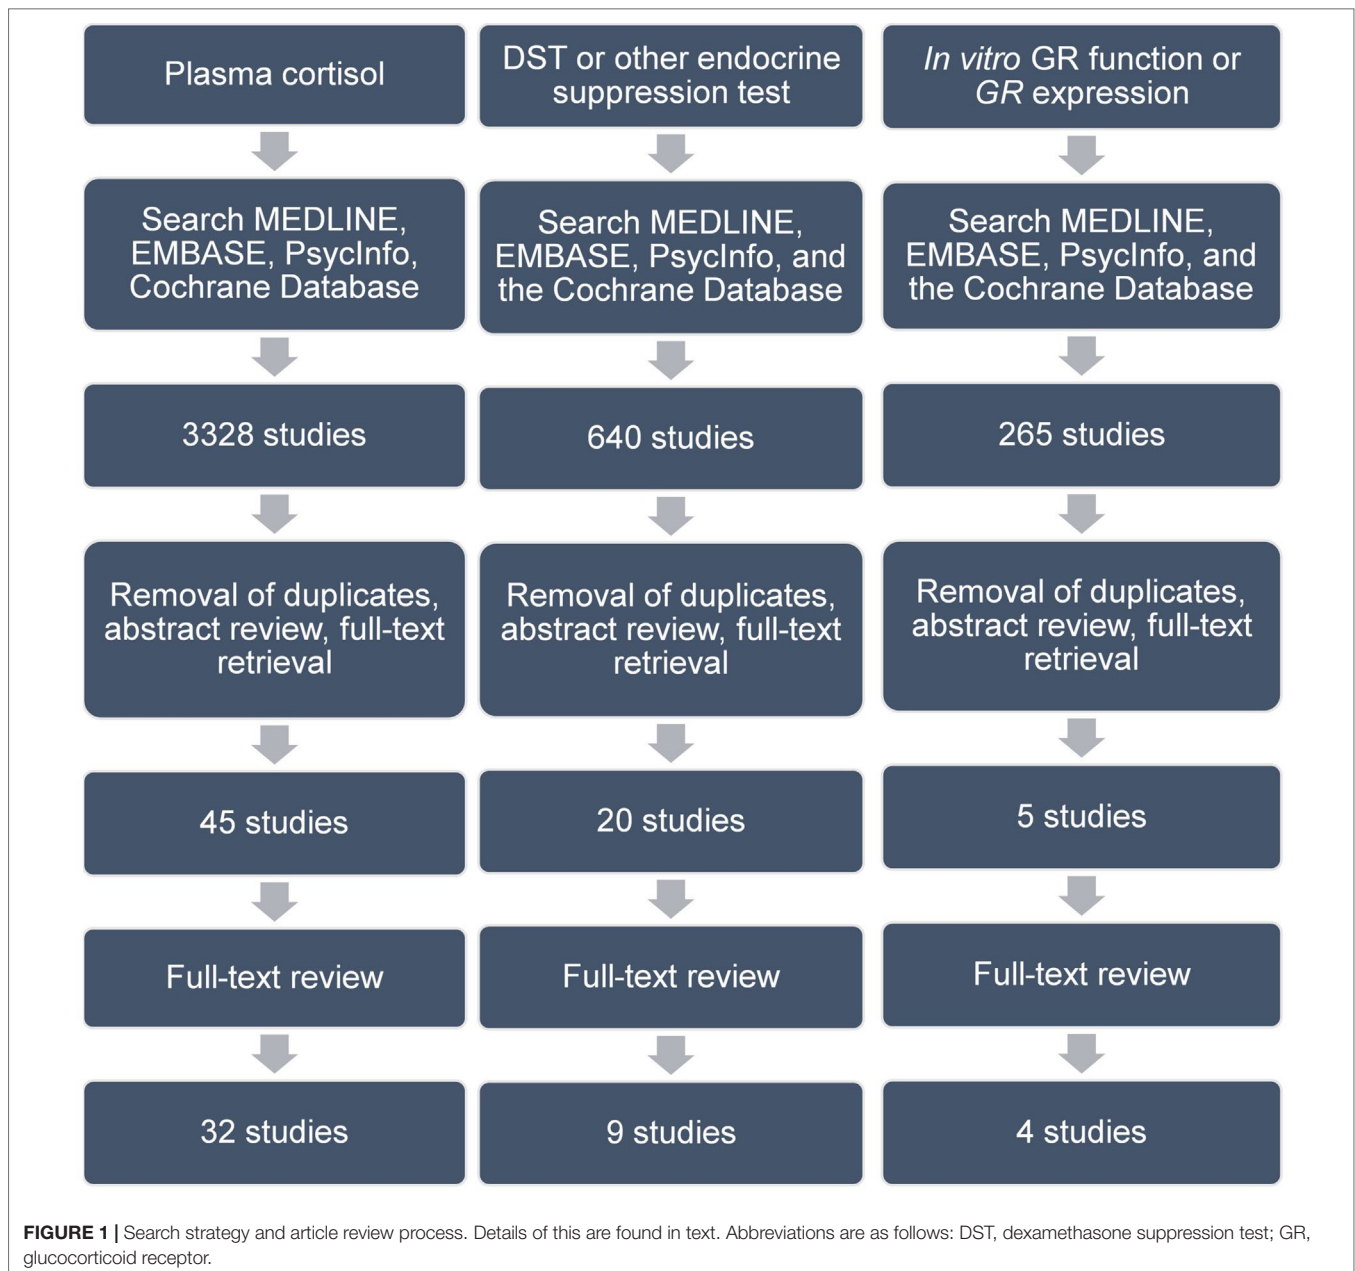 Plasma cortisol
Search MEDLINE,
EMBASE, PsycInfo,
Cochrane Database
3328 studies
Removal of duplicates,
abstract review, full-text
retrieval
45 studies
Full-text review
32 studies
DST or other endocrine
suppression test
Search MEDLINE,
EMBASE, PsycInfo, and
the Cochrane Database
640 studies
Removal of duplicates,
abstract review, full-text
retrieval
20 studies
Full-text review
9 studies
In vitro GR function or
GR expression
Search MEDLINE,
EMBASE, PsycInfo, and
the Cochrane Database
265 studies
Removal of duplicates,
abstract review, full-text
retrieval
5 studies
Full-text review
4 studies
FIGURE 1 | Search strategy and article review process. Details of this are found in text. Abbreviations are as follows: DST, dexamethasone suppression test; GR,
glucocorticoid receptor.